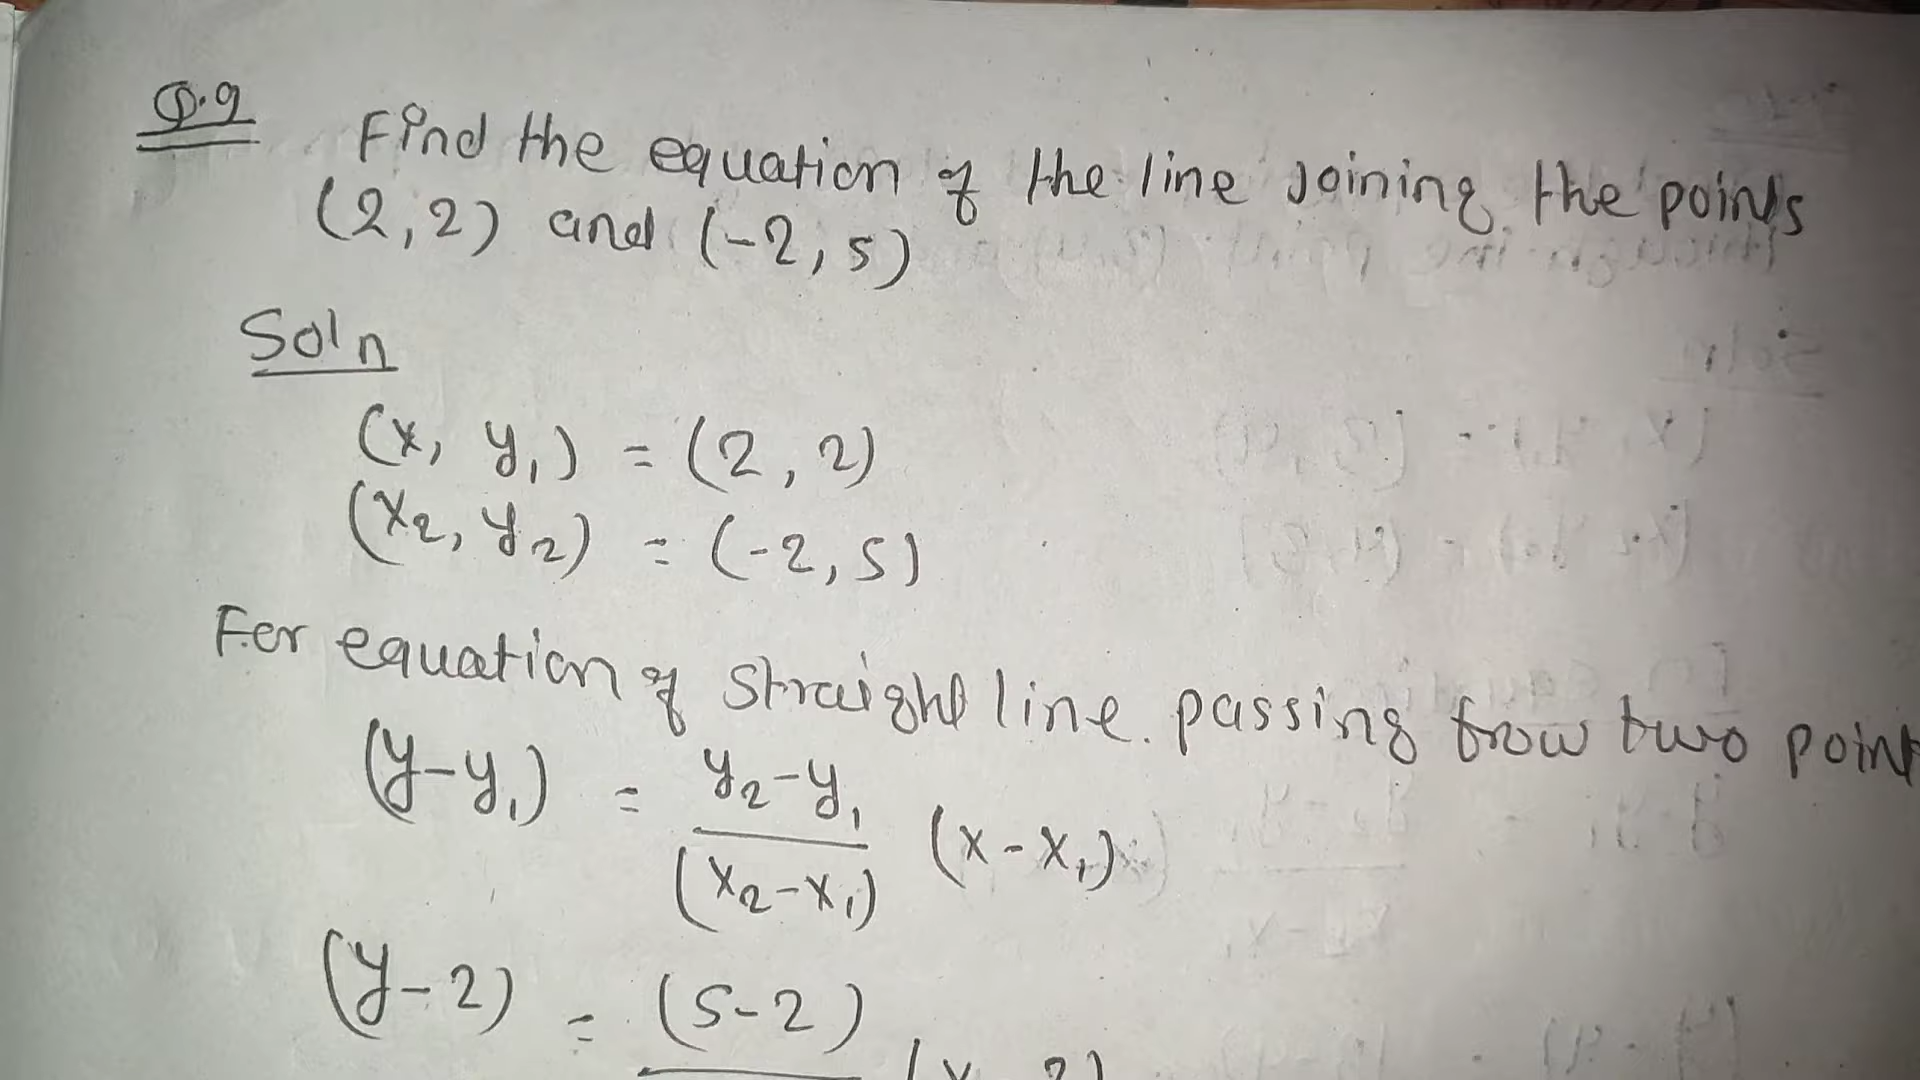 Q.9
Find the equation of the line joining the points
(2,2) and (-2,5)
Soln
(x, y₁) = (2, 2)
(x₂, y₂) = (-2, 5)
For equation of straight line. passing from two point
(y-y₁) = y₂-y₁ / (x₂-x₁) (x-x₁)
(y-2) = (5-2)